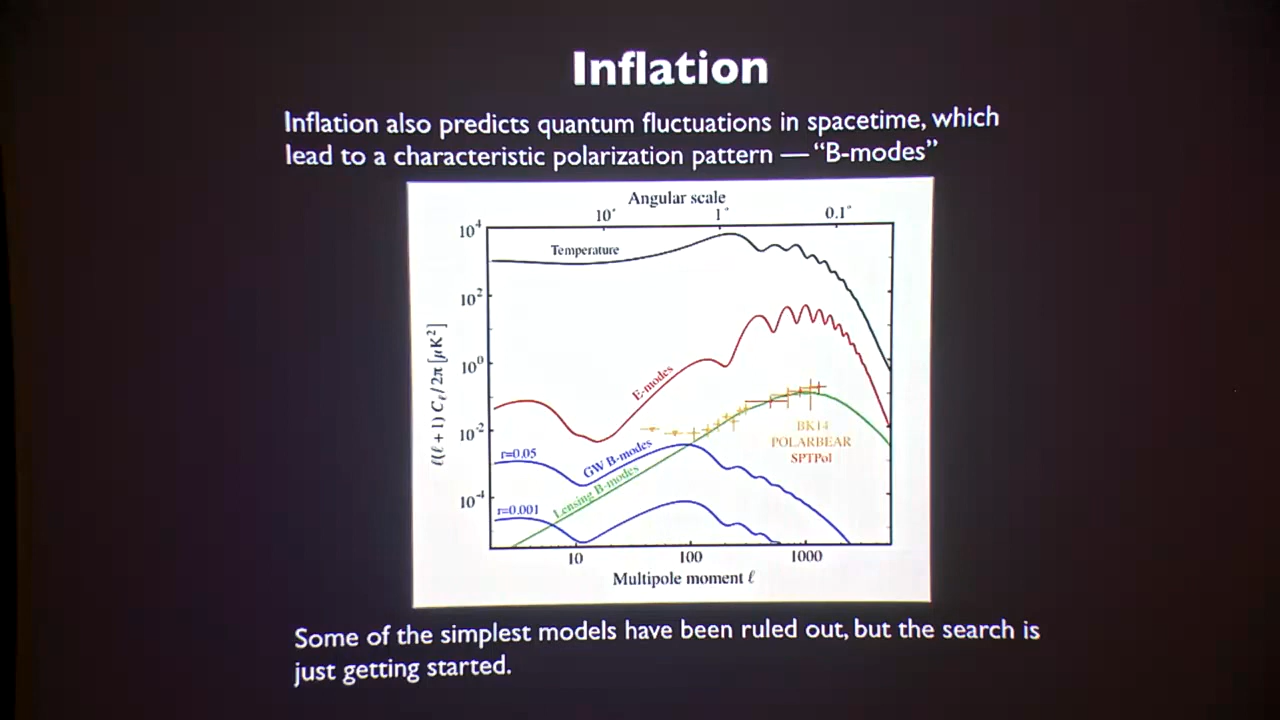 Inflation
Inflation also predicts quantum fluctuations in spacetime, which
lead to a characteristic polarization pattern — “B-modes”
Angular scale
10° 1° 0.1°
10⁴
Temperature
10²
10⁰
E-modes
10⁻²
BK14
POLARBEAR
SPTPol
r=0.05
GW B-modes
Lensing B-modes
10⁻⁴
r=0.001
ℓ(ℓ + 1) Cℓ / 2π [μK²]
10 100 1000
Multipole moment ℓ
Some of the simplest models have been ruled out, but the search is
just getting started.